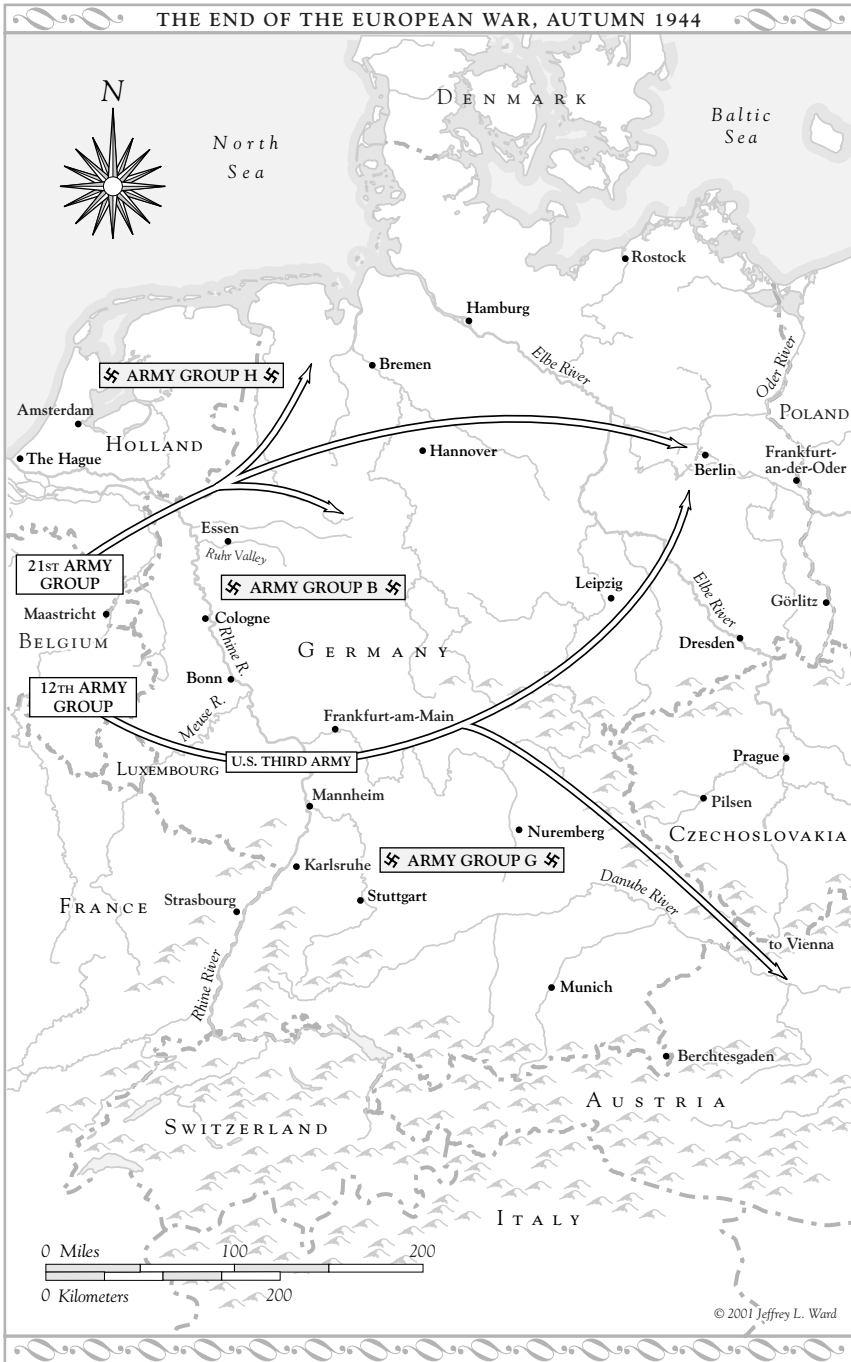 THE END OF THE EUROPEAN WAR, AUTUMN 1944
N
DENMARK
North
Sea
Baltic
Sea
Rostock
Hamburg
Elbe River
Oder River
Bremen
ARMY GROUP H
Amsterdam
POLAND
HOLLAND
The Hague
Hannover
Berlin
Frankfurt-
an-der-Oder
Essen
Ruhr Valley
21ST ARMY
GROUP
ARMY GROUP B
Leipzig
Elbe River
Görlitz
Maastricht
Cologne
BELGIUM
Rhine R.
GERMANY
Dresden
Bonn
12TH ARMY
GROUP
Meuse R.
Frankfurt-am-Main
U.S. THIRD ARMY
LUXEMBOURG
Prague
Mannheim
Pilsen
Nuremberg
CZECHOSLOVAKIA
ARMY GROUP G
Karlsruhe
Danube River
Stuttgart
FRANCE
Strasbourg
to Vienna
Rhine River
Munich
Berchtesgaden
AUSTRIA
SWITZERLAND
ITALY
0 Miles 100 200
0 Kilometers 200
© 2001 Jeffrey L. Ward